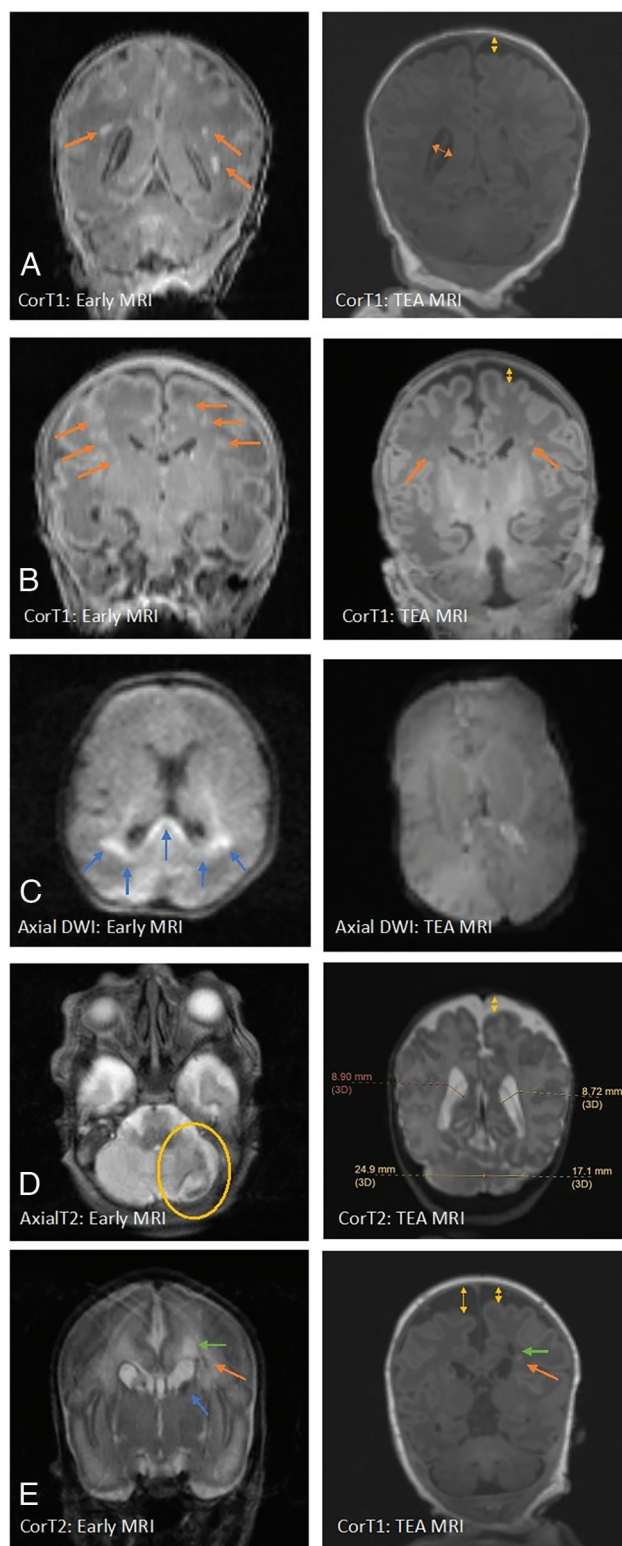 A
CorT1: Early MRI
CorT1: TEA MRI
B
CorT1: Early MRI
CorT1: TEA MRI
C
Axial DWI: Early MRI
Axial DWI: TEA MRI
D
AxialT2: Early MRI
8.90 mm
(3D)
8.72 mm
(3D)
24.9 mm
(3D)
17.1 mm
(3D)
CorT2: TEA MRI
E
CorT2: Early MRI
CorT1: TEA MRI